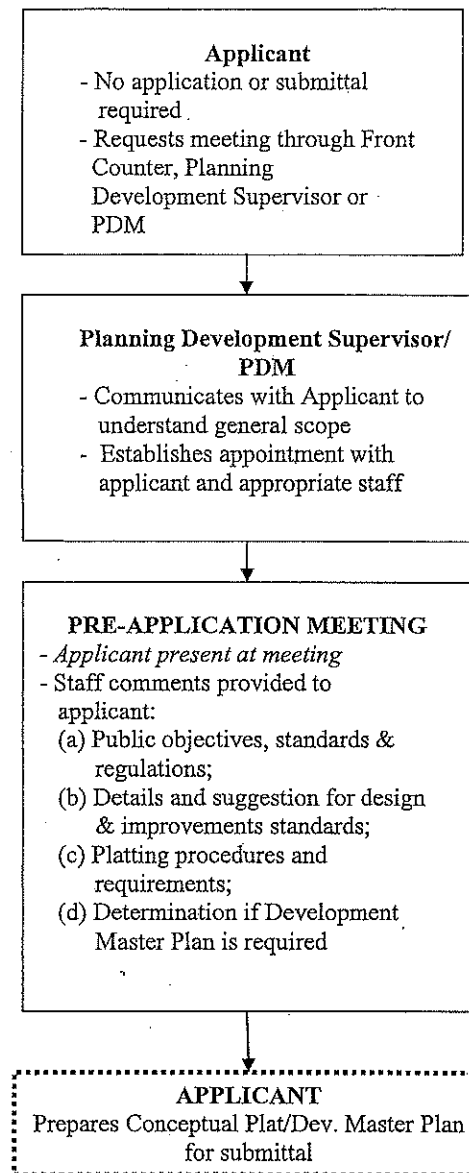 Applicant
- No application or submittal
required
- Requests meeting through Front
Counter, Planning
Development Supervisor or
PDM
Planning Development Supervisor/
PDM
- Communicates with Applicant to
understand general scope
- Establishes appointment with
applicant and appropriate staff
PRE-APPLICATION MEETING
- Applicant present at meeting
- Staff comments provided to
applicant:
(a) Public objectives, standards &
regulations;
(b) Details and suggestion for design
& improvements standards;
(c) Platting procedures and
requirements;
(d) Determination if Development
Master Plan is required
APPLICANT
Prepares Conceptual Plat/Dev. Master Plan
for submittal